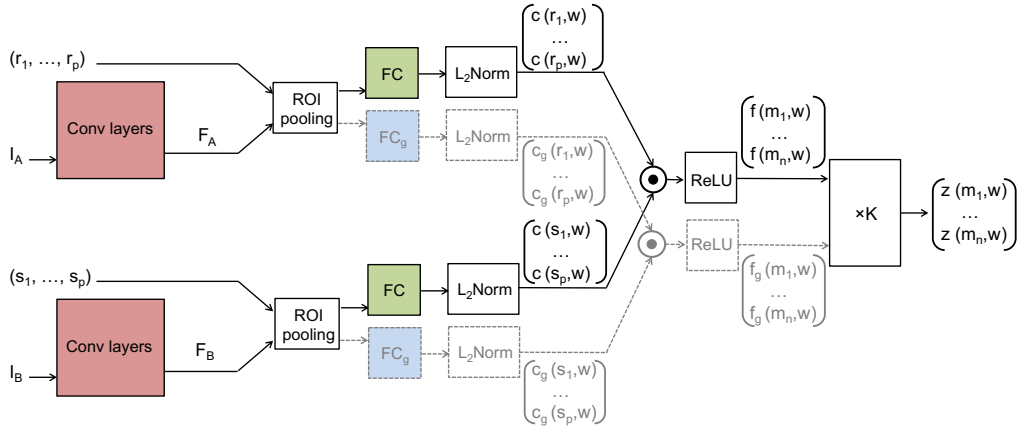 (r₁, …, rₚ)
Conv layers
I_A
F_A
ROI
pooling
FC
L₂Norm
c (r₁,w)
…
c (rₚ,w)
FC_g
L₂Norm
c_g (r₁,w)
…
c_g (rₚ,w)
(s₁, …, sₚ)
Conv layers
I_B
F_B
ROI
pooling
FC
L₂Norm
c (s₁,w)
…
c (sₚ,w)
FC_g
L₂Norm
c_g (s₁,w)
…
c_g (sₚ,w)
ReLU
f (m₁,w)
…
f (mₙ,w)
ReLU
f_g (m₁,w)
…
f_g (mₙ,w)
×K
z (m₁,w)
…
z (mₙ,w)